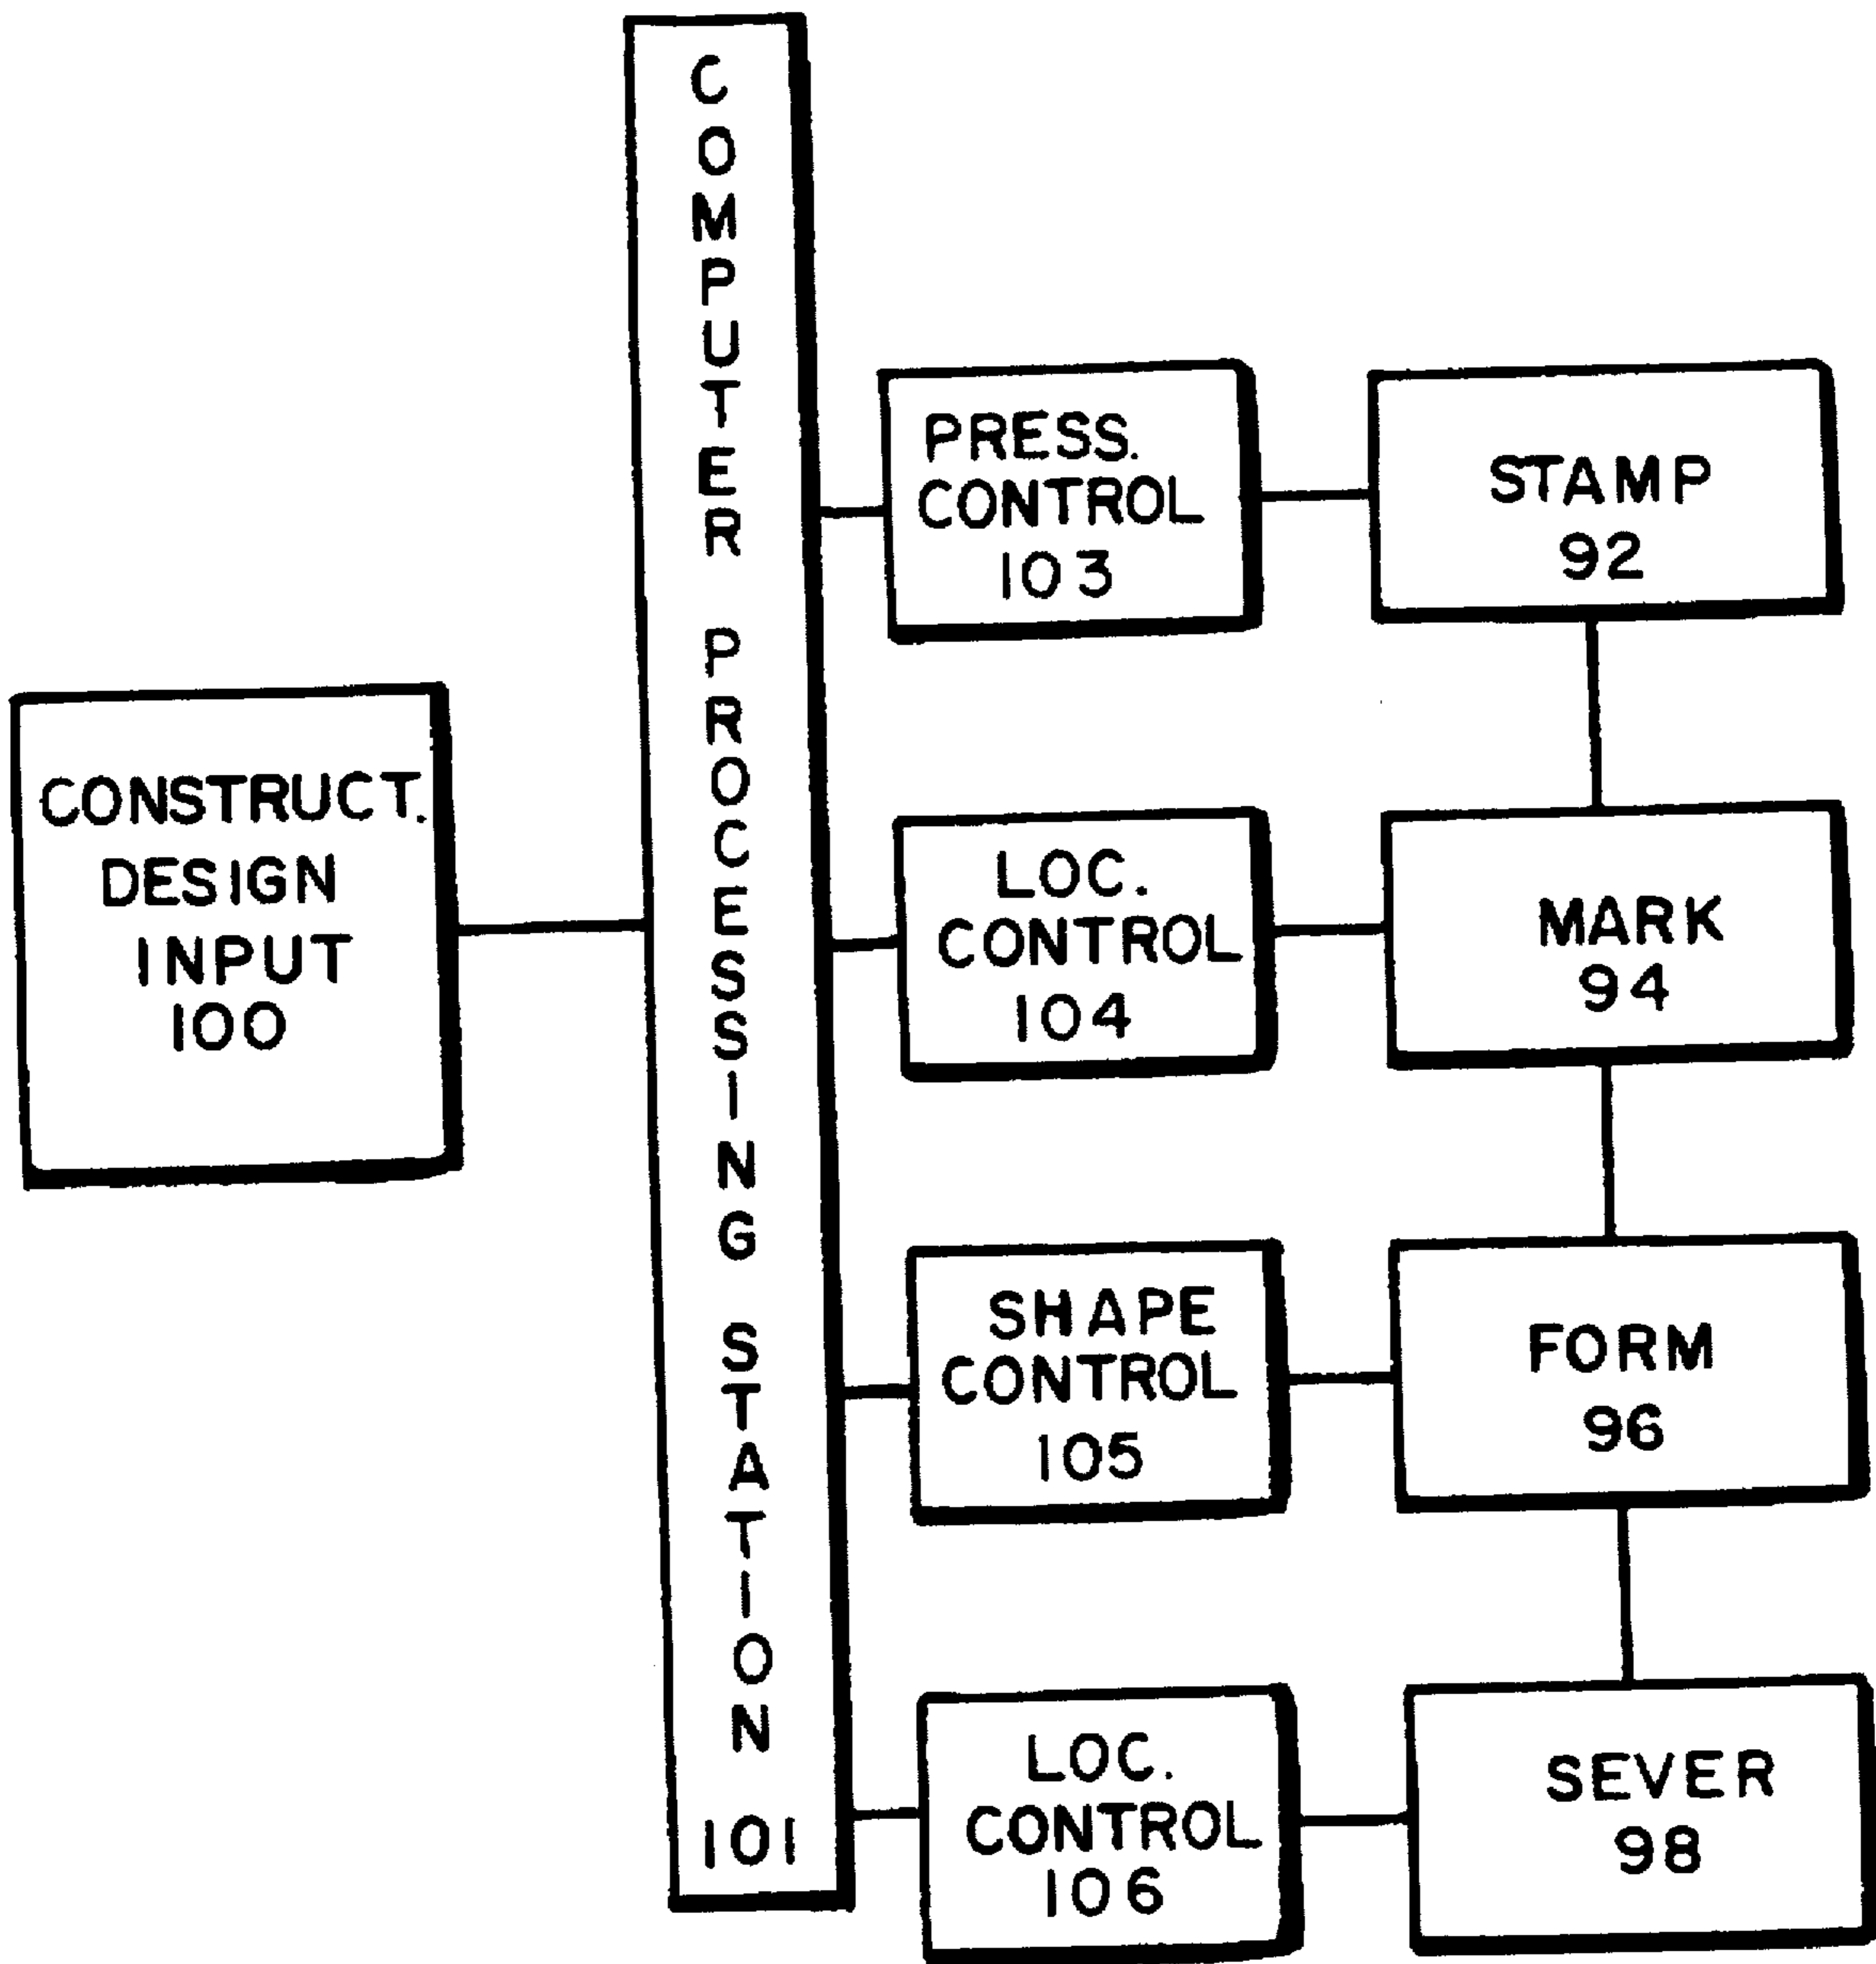 CONSTRUCT.
DESIGN
INPUT
100
COMPUTER PROCESSING STATION 101
PRESS.
CONTROL
103
STAMP
92
LOC.
CONTROL
104
MARK
94
SHAPE
CONTROL
105
FORM
96
LOC.
CONTROL
106
SEVER
98